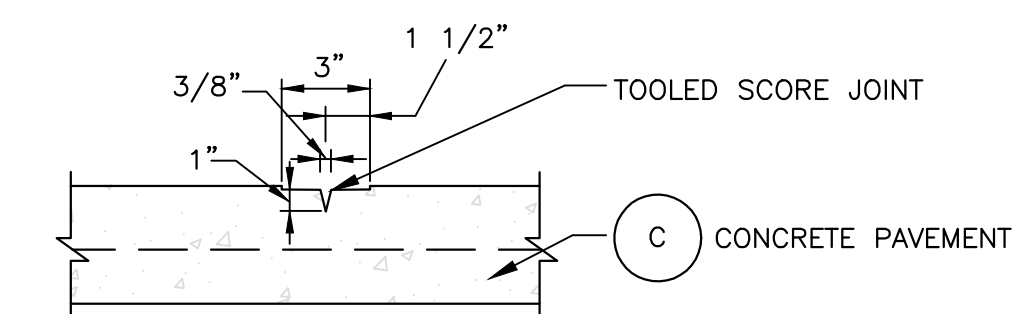 1 1/2"
3"
3/8"
TOOLED SCORE JOINT
1"
C CONCRETE PAVEMENT